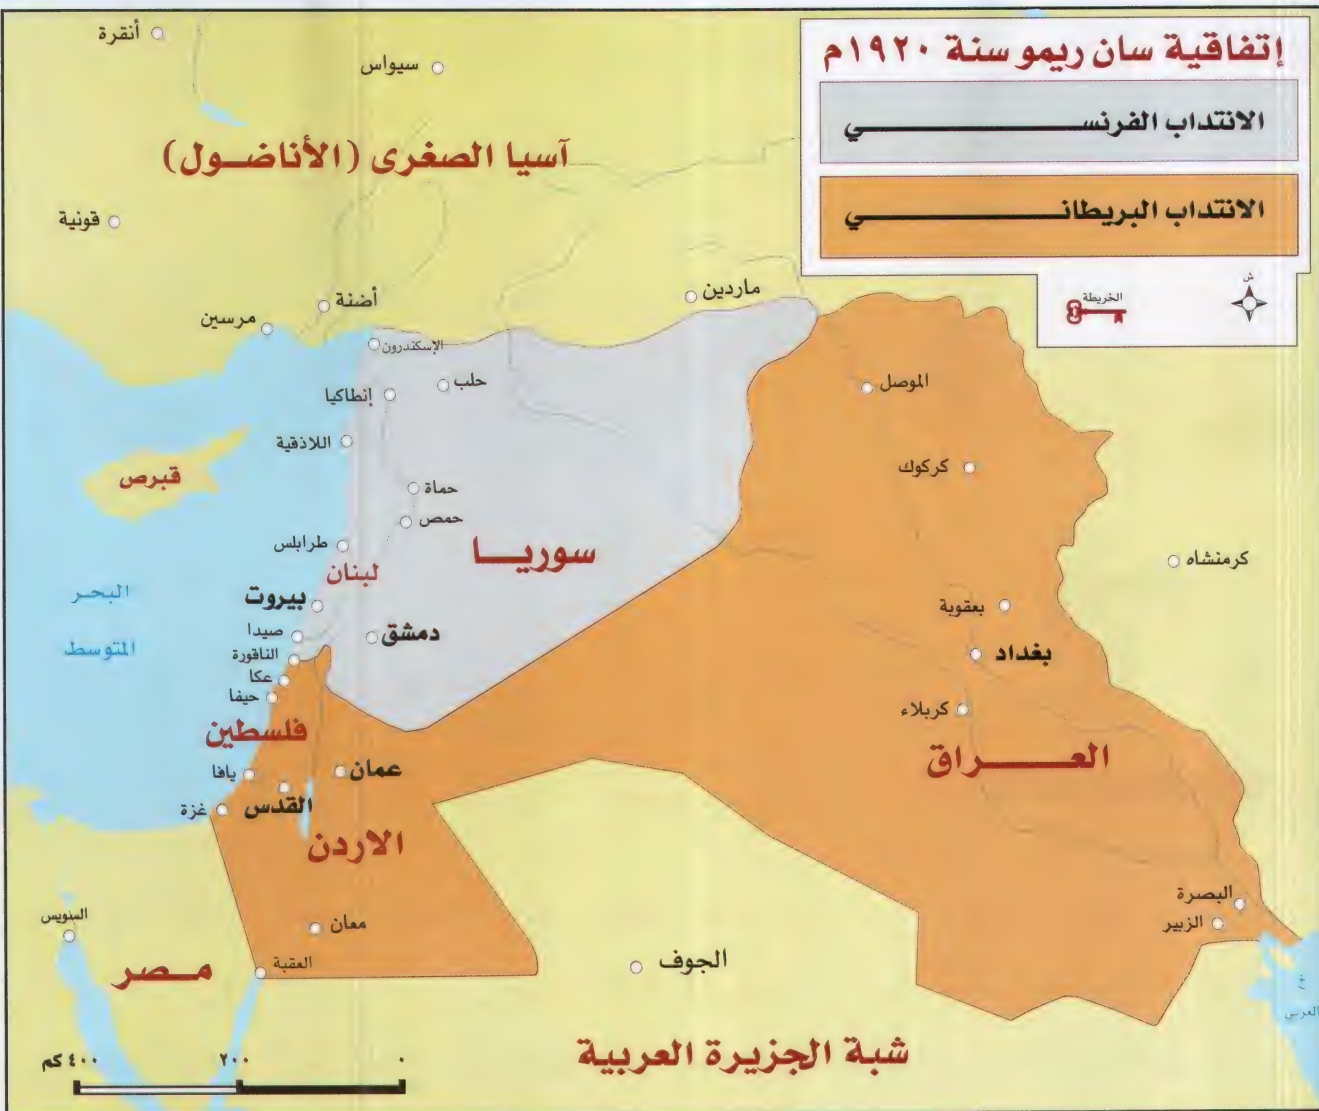 إتفاقية سان ريمو سنة ١٩٢٠م
الانتداب الفرنسي
الانتداب البريطاني
الخريطة
ش
أنقرة
سيواس
آسيا الصغرى (الأناضول)
قونية
أضنة
مرسين
ماردين
الإسكندرون
حلب
إنطاكيا
اللاذقية
قبرص
حماة
حمص
طرابلس
سوريا
لبنان
بيروت
البحر
المتوسط
صيدا
دمشق
الناقورة
عكا
حيفا
فلسطين
يافا
عمان
القدس
غزة
الاردن
معان
العقبة
السويس
مصر
الموصل
كركوك
كرمنشاه
بعقوبة
بغداد
كربلاء
العراق
البصرة
الزبير
خ
العربي
الجوف
شبة الجزيرة العربية
٤٠٠ كم
٢٠٠
٠